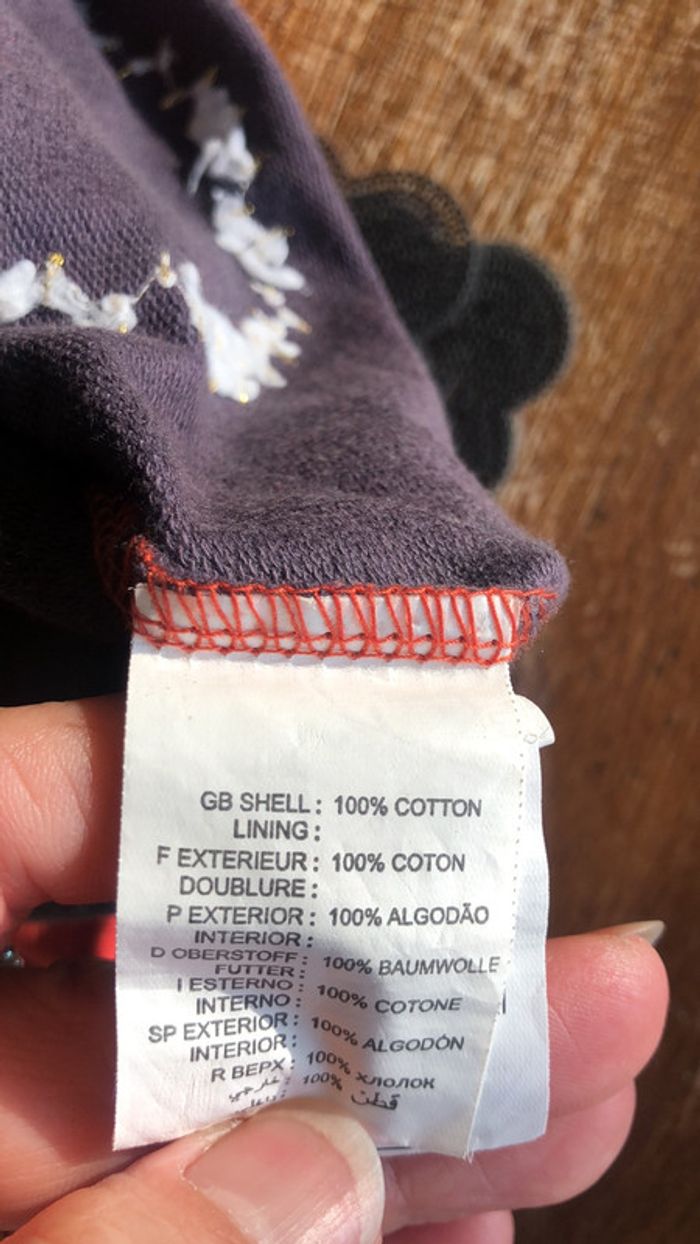 GB SHELL : 100% COTTON
LINING :
F EXTERIEUR : 100% COTON
DOUBLURE :
P EXTERIOR : 100% ALGODÃO
INTERIOR :
D OBERSTOFF : 100% BAUMWOLLE
FUTTER :
I ESTERNO : 100% COTONE
INTERNO :
SP EXTERIOR : 100% ALGODÓN
INTERIOR :
R ВЕРХ : 100% ХЛОПОК
خارجي : 100% قطن